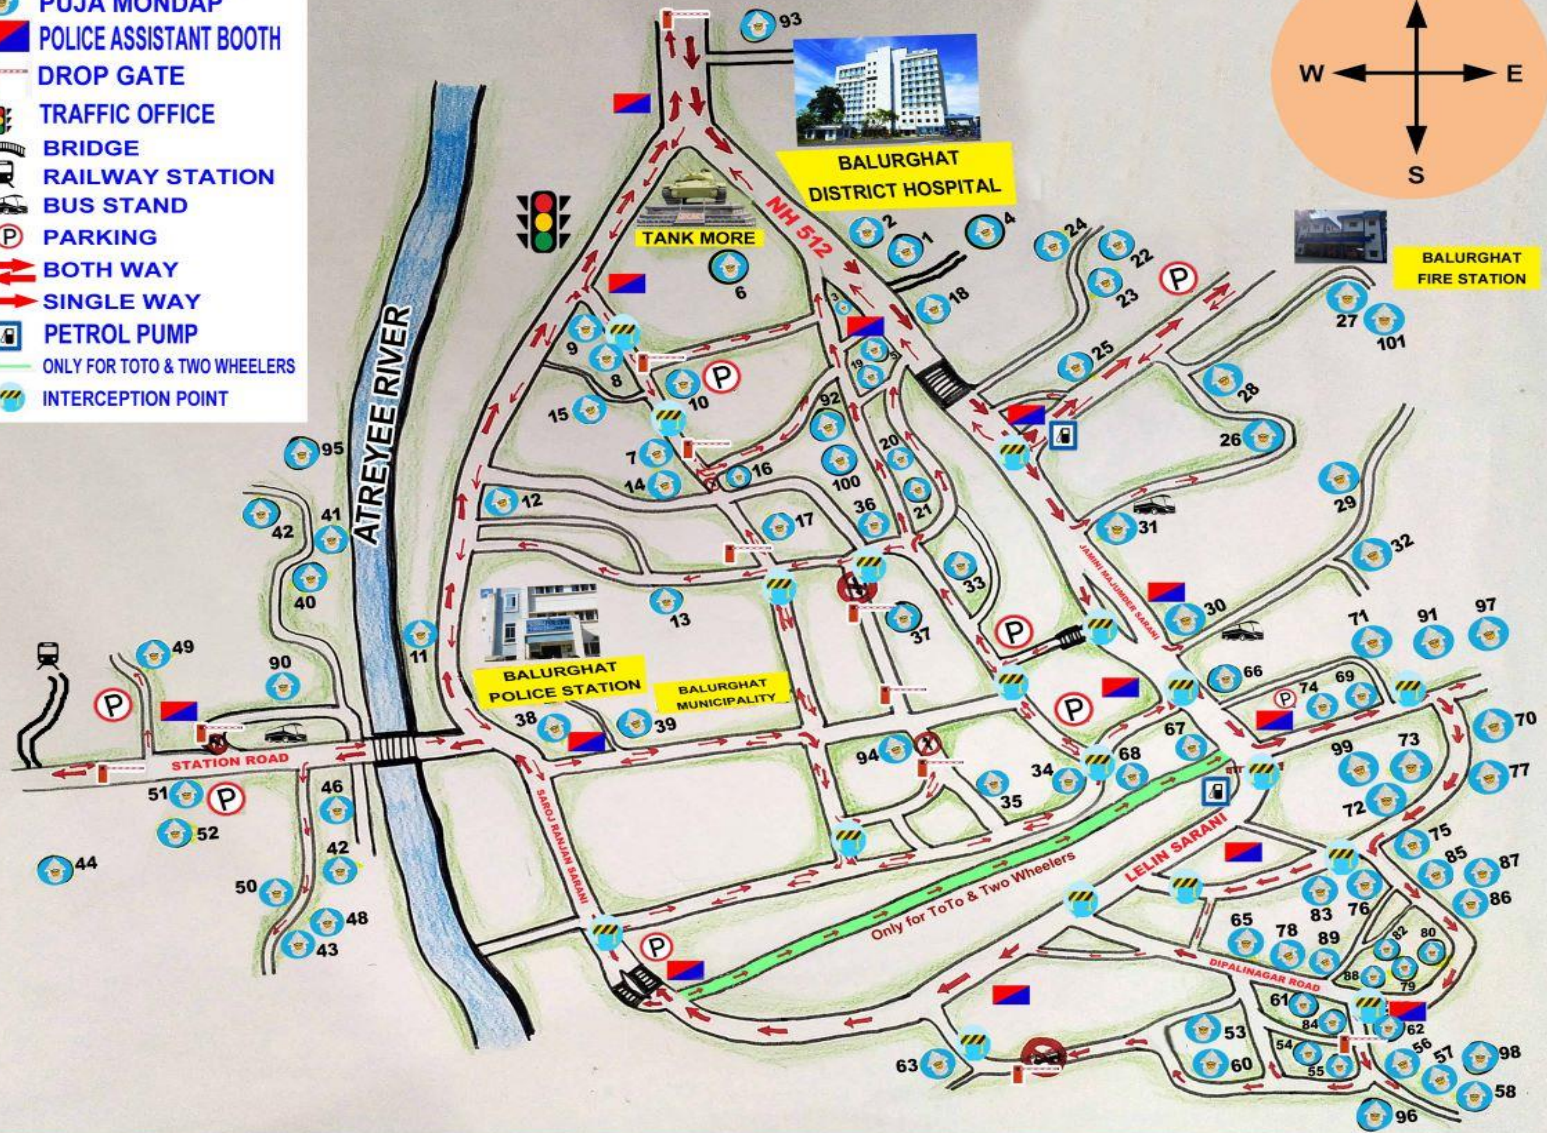 PUJA MONDAP
POLICE ASSISTANT BOOTH
DROP GATE
TRAFFIC OFFICE
BRIDGE
RAILWAY STATION
BUS STAND
P PARKING
BOTH WAY
SINGLE WAY
PETROL PUMP
ONLY FOR TOTO & TWO WHEELERS
INTERCEPTION POINT
W E
S
93
BALURGHAT
DISTRICT HOSPITAL
TANK MORE
NH 512
BALURGHAT
FIRE STATION
2
1
4
24
22
23
P
6
18
3
27
101
9
8
10
P
5
19
25
28
15
92
26
7
14
16
100
20
21
95
42
41
40
ATREYEE RIVER
12
17
36
31
29
32
JAMINI MAJUMDER SARANI
13
33
37
30
11
P
49
90
P
BALURGHAT
POLICE STATION
BALURGHAT
MUNICIPALITY
38
39
71
91
97
66
P
74
69
P
67
70
STATION ROAD
94
34
68
35
99
73
77
72
51
P
52
46
44
42
50
48
43
SAROJ RANJAN SARANI
Only for ToTo & Two Wheelers
LELIN SARANI
75
85
87
86
83
76
65
78
89
82
80
79
88
DIPALINAGAR ROAD
P
61
84
62
53
60
54
55
56
57
98
58
96
63